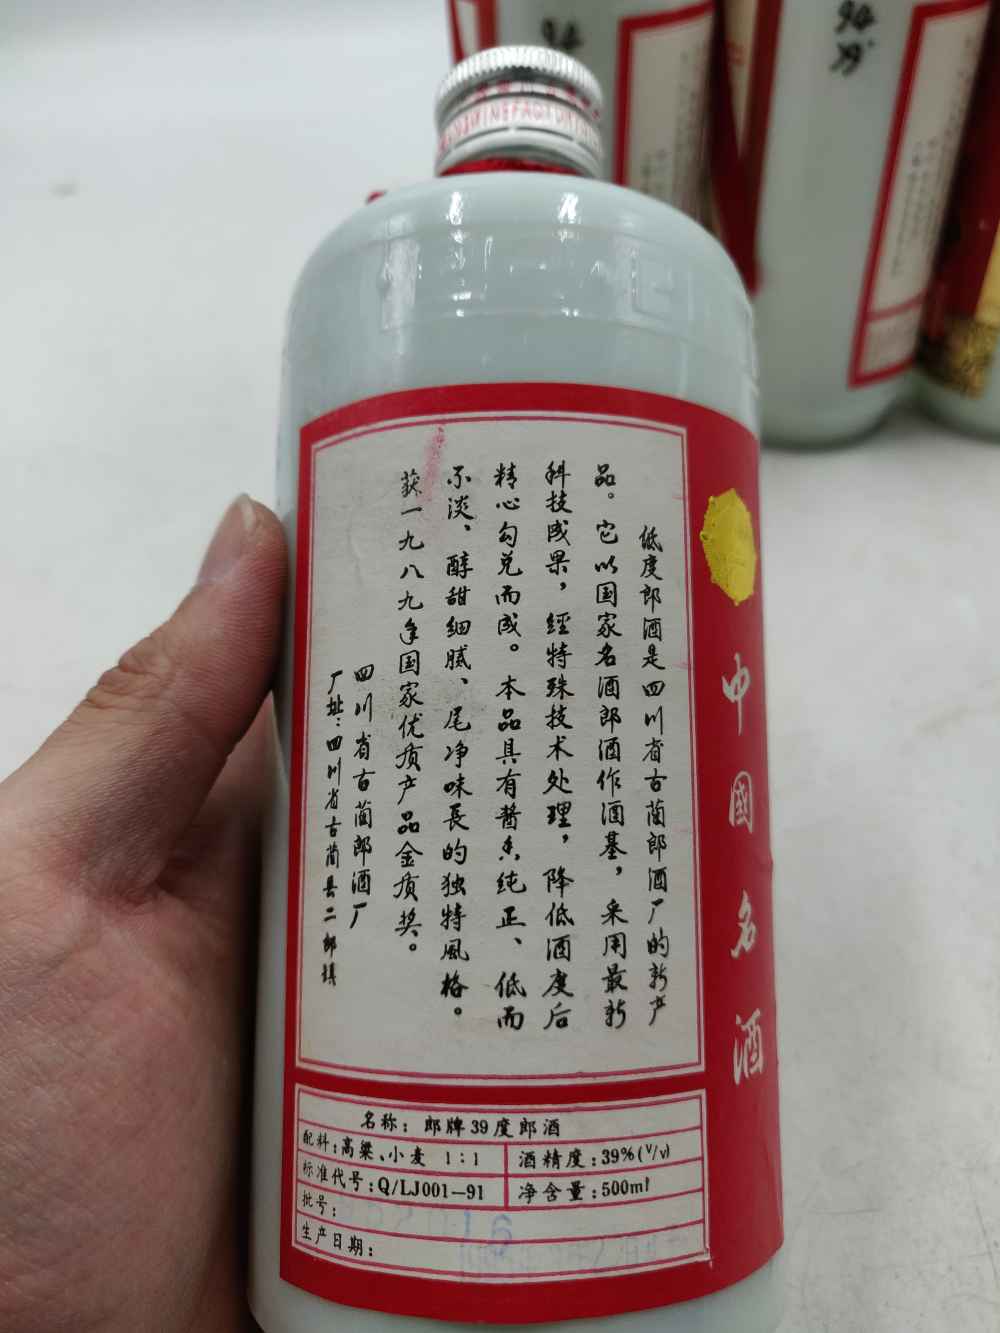 低度郎酒是四川省古蔺郎酒厂的新产
品。它以国家名酒郎酒作酒基，采用最新
科技成果，经特殊技术处理，降低酒度后
精心勾兑而成。本品具有酱香纯正、低而
不淡、醇甜细腻、尾净味長的独特風格。
获一九八九年国家优质产品金质奖。
四川省古蔺郎酒厂
厂址：四川省古蔺县二郎镇
中國名酒
名称：郎牌39度郎酒
配料：高粱、小麦 1：1
酒精度：39%(V/V)
标准代号：Q/LJ001—91
净含量：500ml
批号：
生产日期：
94